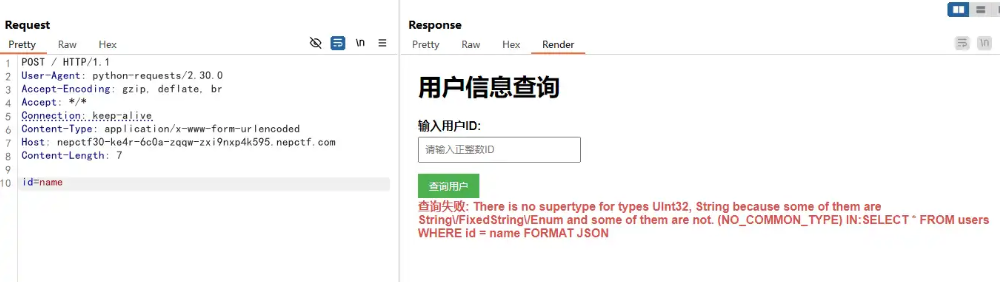 Request
Pretty Raw Hex
\n
1 POST / HTTP/1.1
2 User-Agent: python-requests/2.30.0
3 Accept-Encoding: gzip, deflate, br
4 Accept: */*
5 Connection: keep-alive
6 Content-Type: application/x-www-form-urlencoded
7 Host: nepctf30-ke4r-6c0a-zqqw-zxi9nxp4k595.nepctf.com
8 Content-Length: 7
9
10 id=name
Response
Pretty Raw Hex Render
\n
用户信息查询
输入用户ID:
请输入正整数ID
查询用户
查询失败: There is no supertype for types UInt32, String because some of them are
String\/FixedString\/Enum and some of them are not. (NO_COMMON_TYPE) IN:SELECT * FROM users
WHERE id = name FORMAT JSON